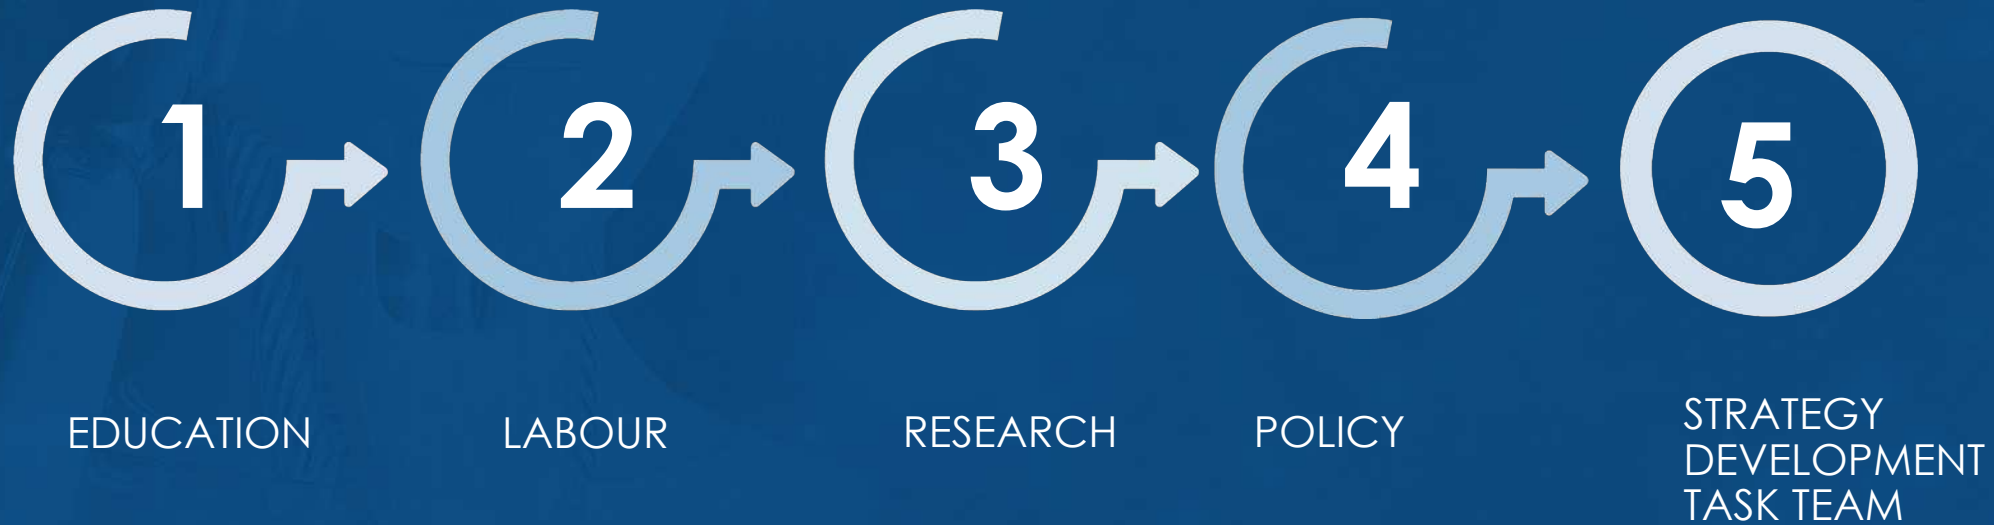 1
2
3
4
5
EDUCATION
LABOUR
RESEARCH
POLICY
STRATEGY
DEVELOPMENT
TASK TEAM